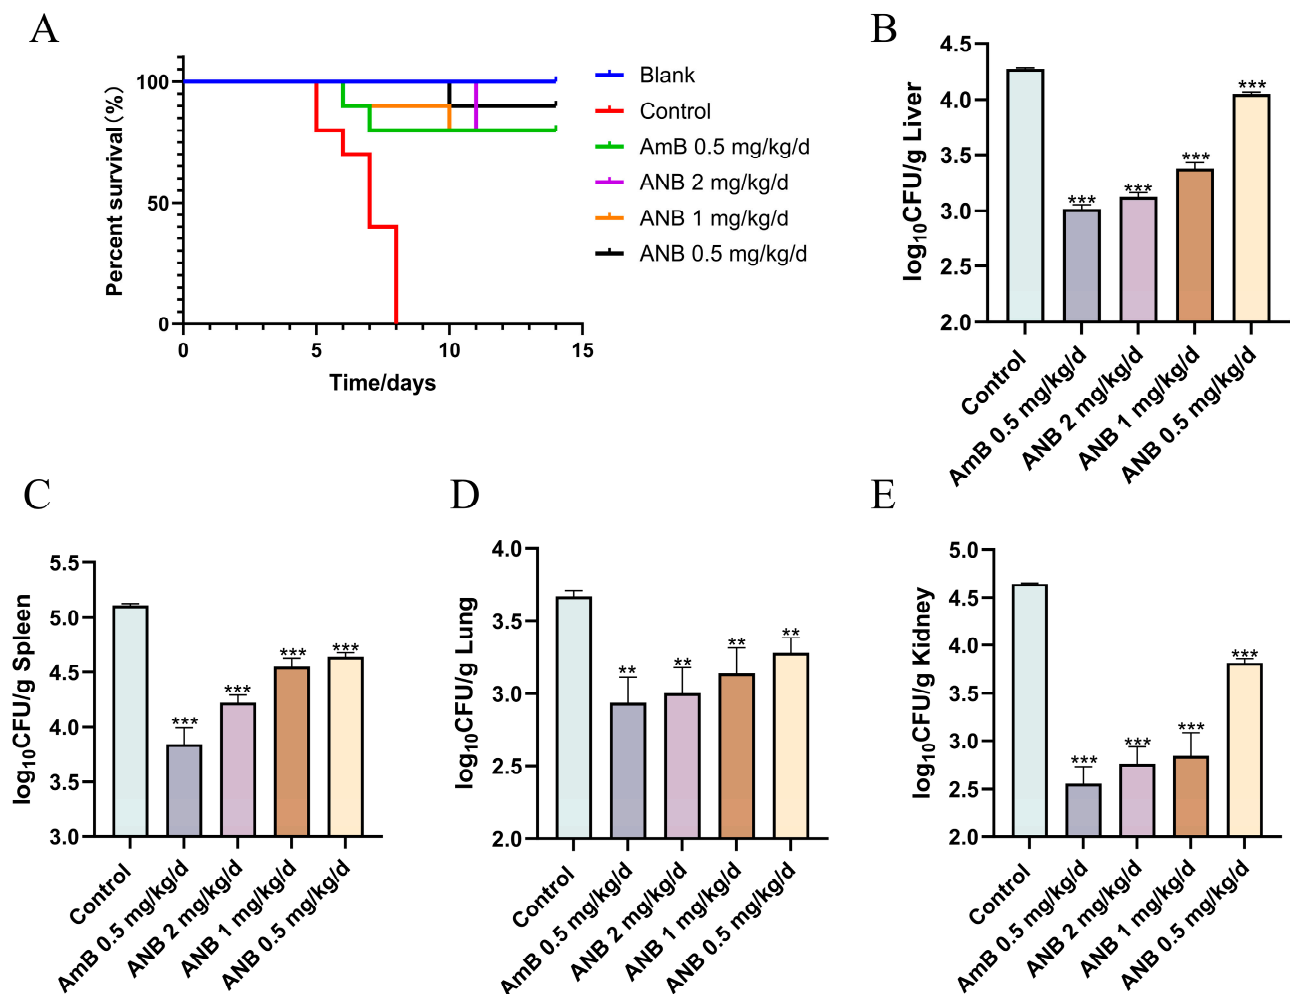 A
Percent survival (%)
100
50
0
0
5
10
15
Time/days
Blank
Control
AmB 0.5 mg/kg/d
ANB 2 mg/kg/d
ANB 1 mg/kg/d
ANB 0.5 mg/kg/d
B
log₁₀CFU/g Liver
4.5
4.0
3.5
3.0
2.5
2.0
***
***
***
***
Control
AmB 0.5 mg/kg/d
ANB 2 mg/kg/d
ANB 1 mg/kg/d
ANB 0.5 mg/kg/d
C
log₁₀CFU/g Spleen
5.5
5.0
4.5
4.0
3.5
3.0
***
***
***
***
Control
AmB 0.5 mg/kg/d
ANB 2 mg/kg/d
ANB 1 mg/kg/d
ANB 0.5 mg/kg/d
D
log₁₀CFU/g Lung
4.0
3.5
3.0
2.5
2.0
**
**
**
**
Control
AmB 0.5 mg/kg/d
ANB 2 mg/kg/d
ANB 1 mg/kg/d
ANB 0.5 mg/kg/d
E
log₁₀CFU/g Kidney
5.0
4.5
4.0
3.5
3.0
2.5
2.0
***
***
***
***
Control
AmB 0.5 mg/kg/d
ANB 2 mg/kg/d
ANB 1 mg/kg/d
ANB 0.5 mg/kg/d